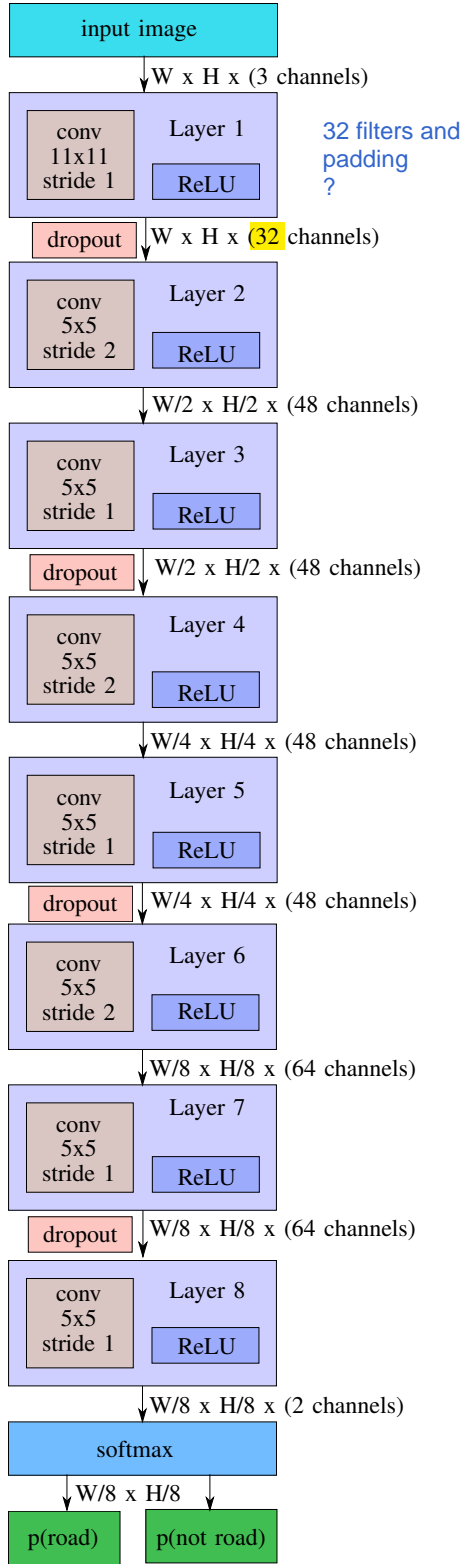 input image
W x H x (3 channels)
conv
11x11
stride 1
Layer 1
ReLU
32 filters and
padding
?
dropout
W x H x (32 channels)
conv
5x5
stride 2
Layer 2
ReLU
W/2 x H/2 x (48 channels)
conv
5x5
stride 1
Layer 3
ReLU
dropout
W/2 x H/2 x (48 channels)
conv
5x5
stride 2
Layer 4
ReLU
W/4 x H/4 x (48 channels)
conv
5x5
stride 1
Layer 5
ReLU
dropout
W/4 x H/4 x (48 channels)
conv
5x5
stride 2
Layer 6
ReLU
W/8 x H/8 x (64 channels)
conv
5x5
stride 1
Layer 7
ReLU
dropout
W/8 x H/8 x (64 channels)
conv
5x5
stride 1
Layer 8
ReLU
W/8 x H/8 x (2 channels)
softmax
W/8 x H/8
p(road)
p(not road)